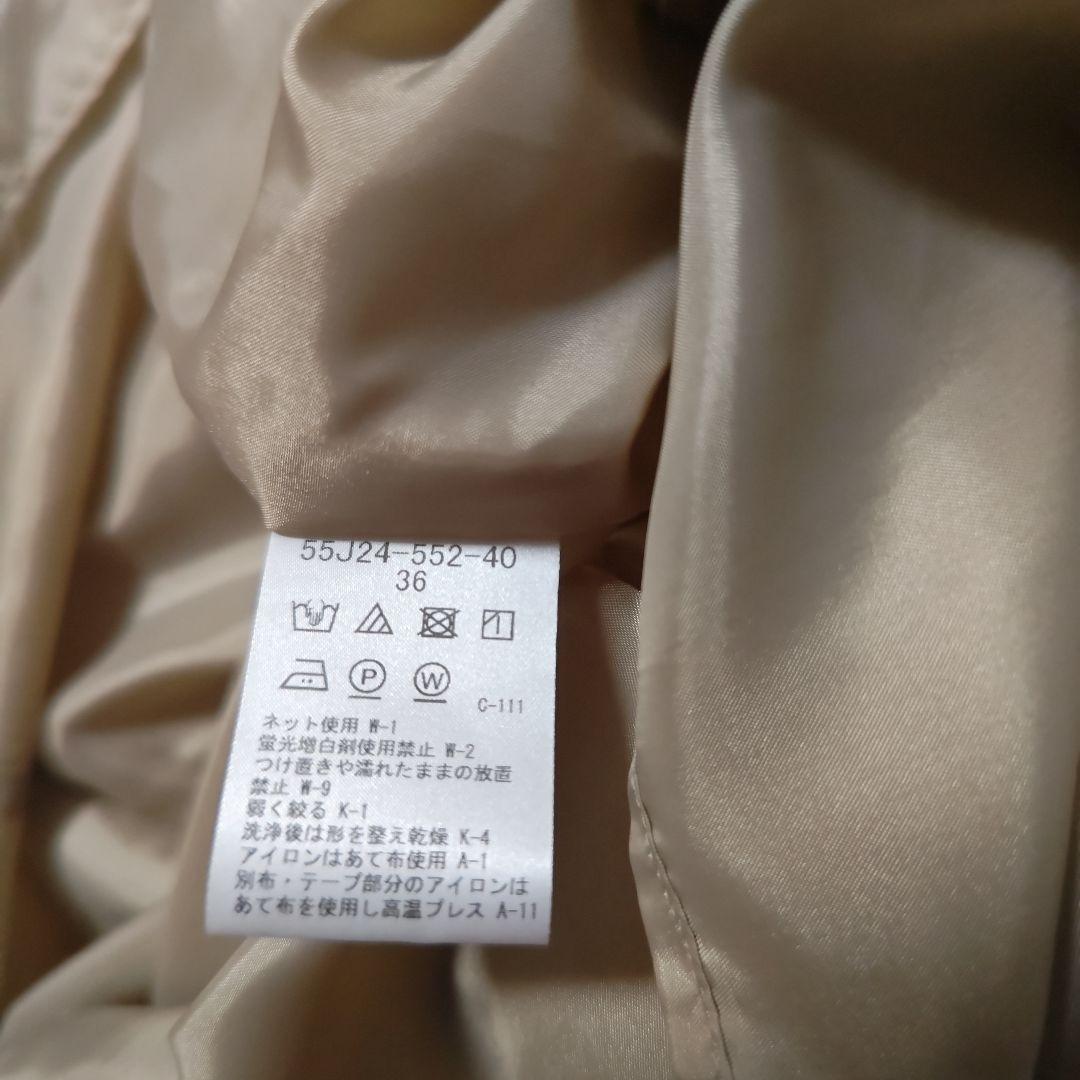 55J24-552-40
36
P W
C-111
ネット使用 W-1
蛍光増白剤使用禁止 W-2
つけ置きや濡れたままの放置
禁止 W-9
弱く絞る K-1
洗浄後は形を整え乾燥 K-4
アイロンはあて布使用 A-1
別布・テープ部分のアイロンは
あて布を使用し高温プレス A-11